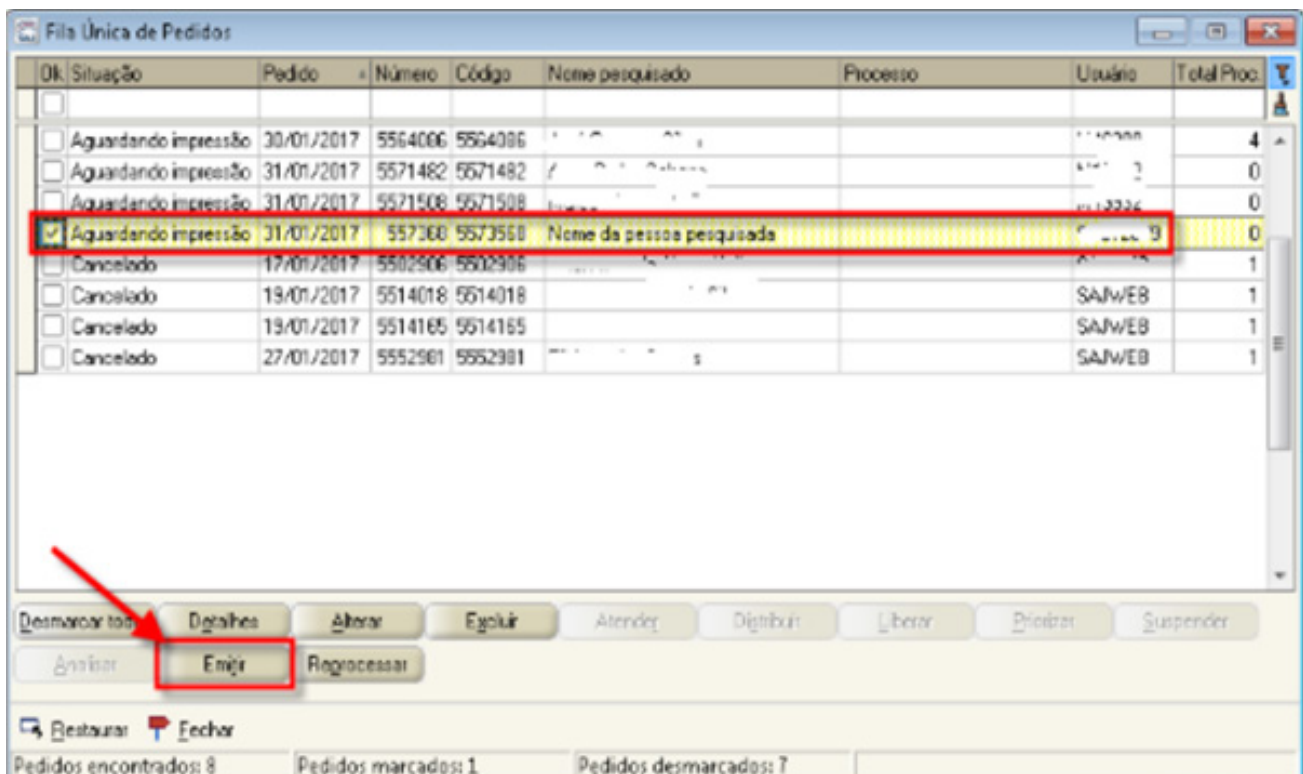 Fila Única de Pedidos
Ok Situação Pedido Número Código Nome pesquisado Processo Usuário Total Proc.
Aguardando impressão 30/01/2017 5564086 5564086 4
Aguardando impressão 31/01/2017 5571482 5571482 0
Aguardando impressão 31/01/2017 5571508 5571508 0
Aguardando impressão 31/01/2017 557368 5573568 Nome da pessoa pesquisada 0
Cancelado 17/01/2017 5502906 5502906 1
Cancelado 19/01/2017 5514018 5514018 SAJWEB 1
Cancelado 19/01/2017 5514165 5514165 SAJWEB 1
Cancelado 27/01/2017 5552981 5552981 SAJWEB 1
Desmarcar Detalhes Alterar Excluir Atender Distribuir Liberar Priorizar Suspender
Analisar Emitir Reprocessar
Restaurar Fechar
Pedidos encontrados: 8 Pedidos marcados: 1 Pedidos desmarcados: 7